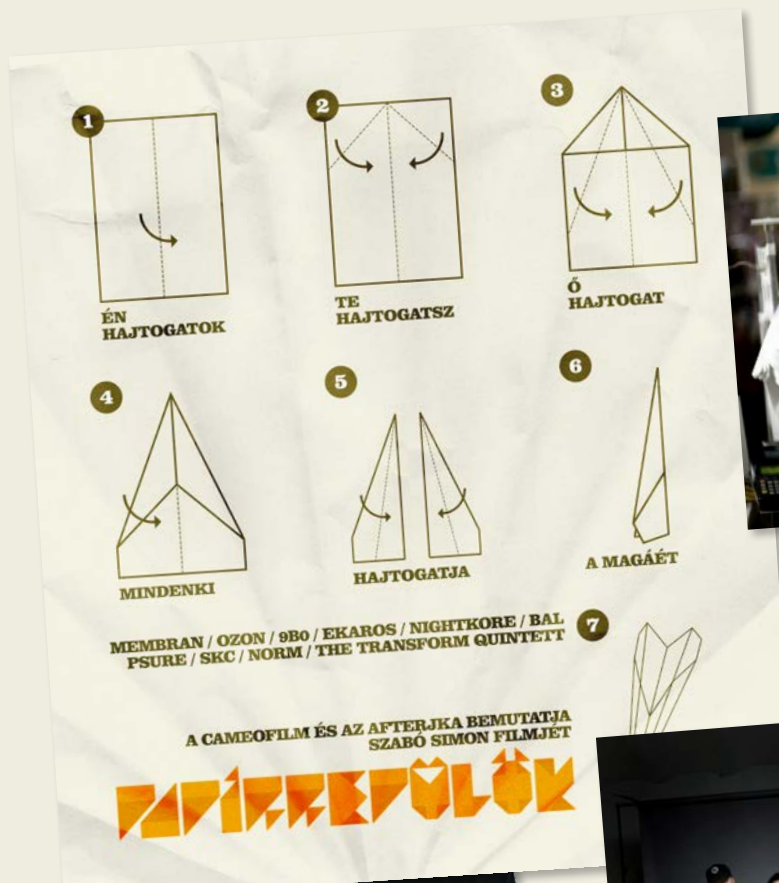 1
ÉN
HAJTOGATOK
2
TE
HAJTOGATSZ
3
Ő
HAJTOGAT
4
MINDENKI
5
HAJTOGATJA
6
A MAGÁÉT
7
MEMBRAN / OZON / 9B0 / EKAROS / NIGHTKORE / BAL
PSURE / SKC / NORM / THE TRANSFORM QUINTETT
A CAMEOFILM ÉS AZ AFTERJKA BEMUTATJA
SZABÓ SIMON FILMJÉT
PAPÍRREPÜLŐK